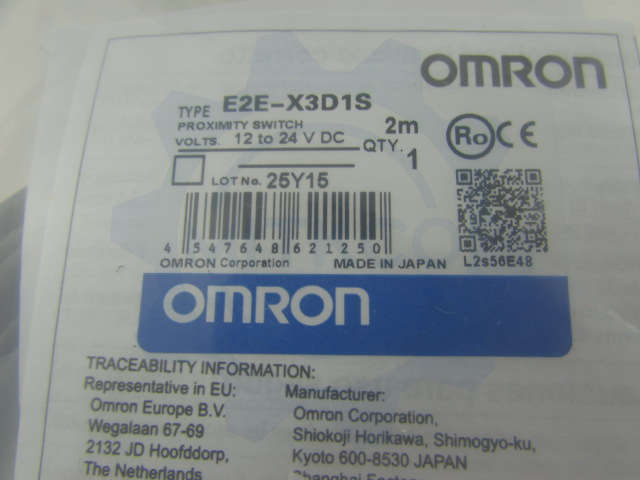 OMRON
TYPE E2E-X3D1S
PROXIMITY SWITCH 2m
VOLTS. 12 to 24 V DC QTY. 1
LOT No. 25Y15
Ro CE
4 547648 621250
L2s56E48
OMRON Corporation MADE IN JAPAN
OMRON
TRACEABILITY INFORMATION:
Representative in EU:
Omron Europe B.V.
Wegalaan 67-69
2132 JD Hoofddorp,
The Netherlands
Manufacturer:
Omron Corporation,
Shiokoji Horikawa, Shimogyo-ku,
Kyoto 600-8530 JAPAN